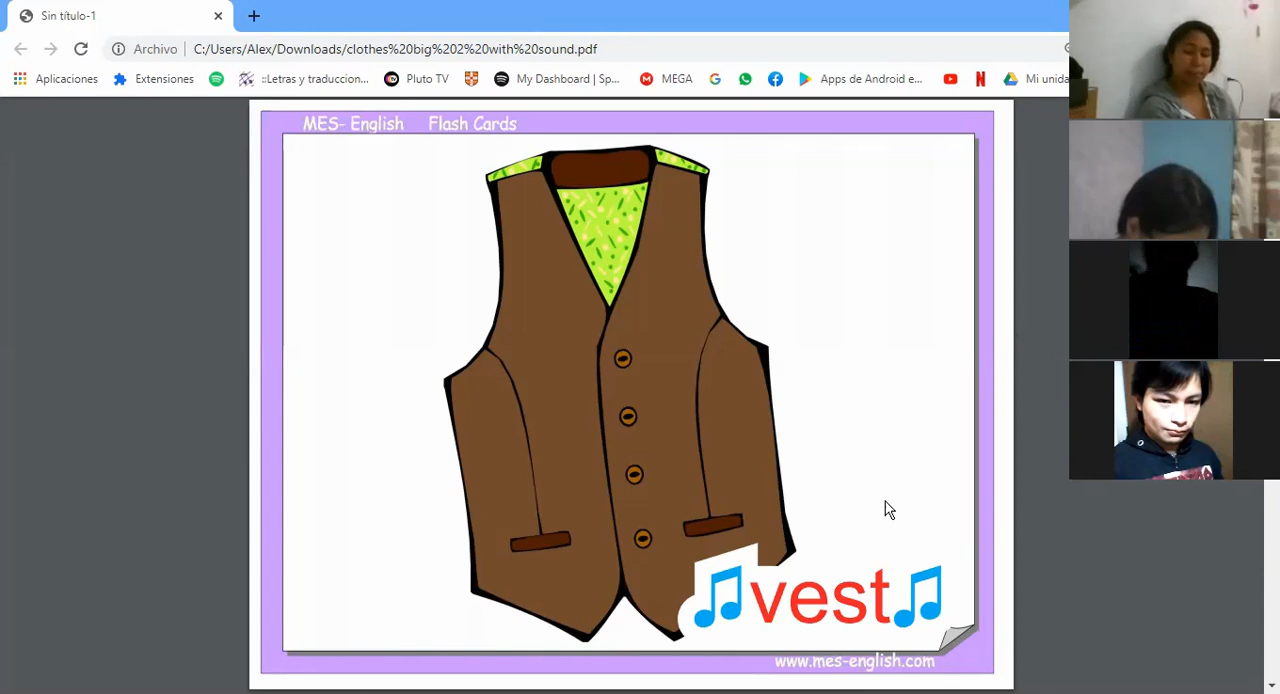 Sin título-1
Archivo
C:/Users/Alex/Downloads/clothes%20big%202%20with%20sound.pdf
Aplicaciones
Extensiones
::Letras y traduccion...
Pluto TV
My Dashboard | Sp...
MEGA
Apps de Android e...
Mi unida
MES- English Flash Cards
vest
www.mes-english.com